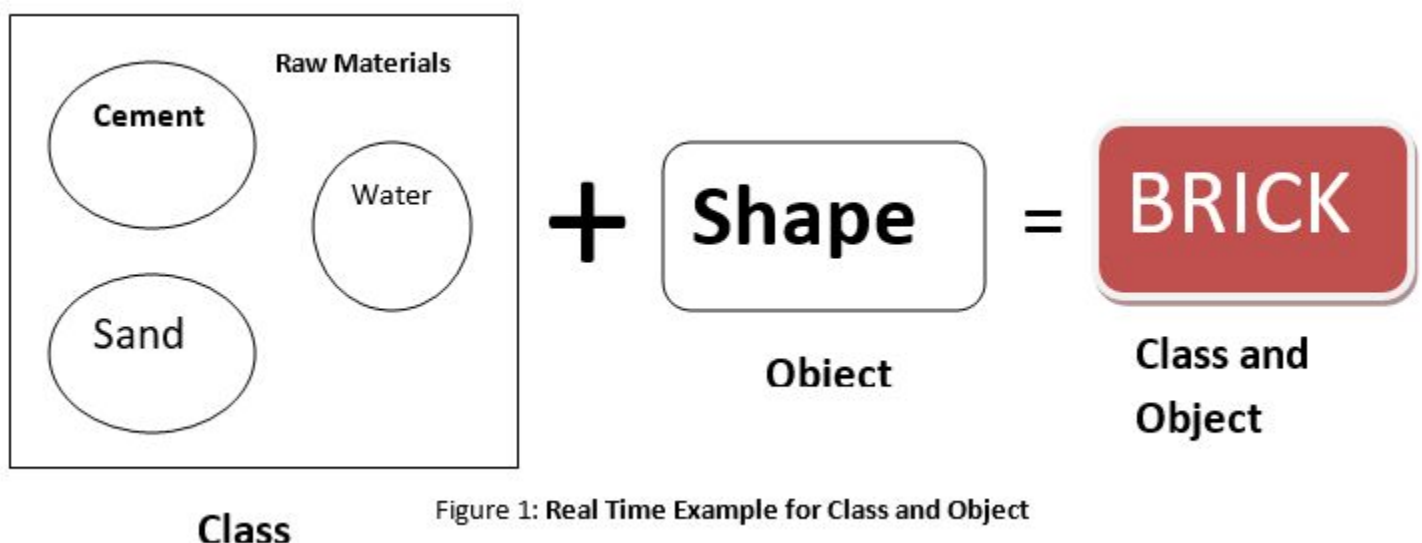 Raw Materials
Cement
Water
Sand
Class
+
Shape
Object
=
BRICK
Class and
Object
Figure 1: Real Time Example for Class and Object